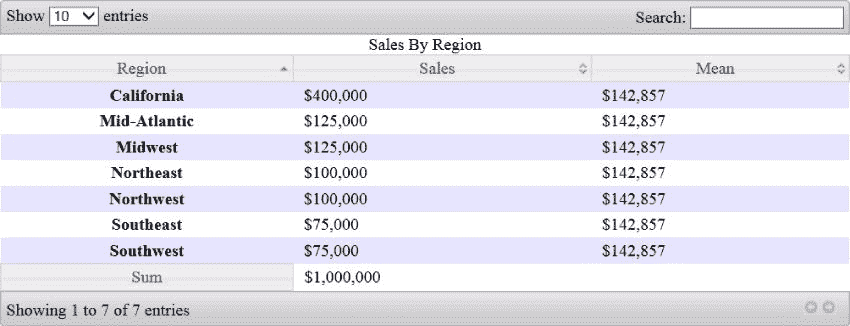 Show 10 entries Search:
Sales By Region
Region Sales Mean
California $400,000 $142,857
Mid-Atlantic $125,000 $142,857
Midwest $125,000 $142,857
Northeast $100,000 $142,857
Northwest $100,000 $142,857
Southeast $75,000 $142,857
Southwest $75,000 $142,857
Sum $1,000,000
Showing 1 to 7 of 7 entries